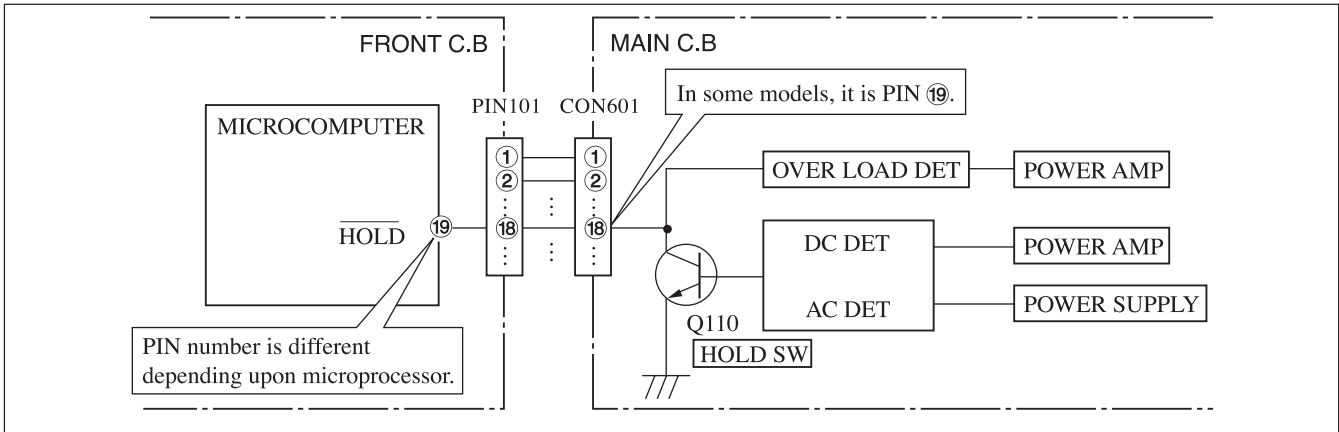 FRONT C.B
MAIN C.B
In some models, it is PIN ⑲.
PIN101
CON601
MICROCOMPUTER
①
①
②
②
OVER LOAD DET
POWER AMP
HOLD
⑲
⑱
⑱
DC DET
POWER AMP
AC DET
POWER SUPPLY
Q110
HOLD SW
PIN number is different
depending upon microprocessor.